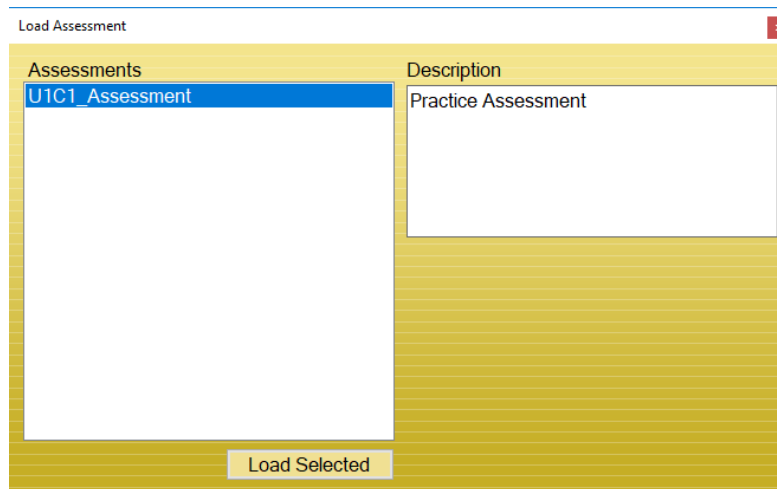 Load Assessment
Assessments
U1C1_Assessment
Description
Practice Assessment
Load Selected